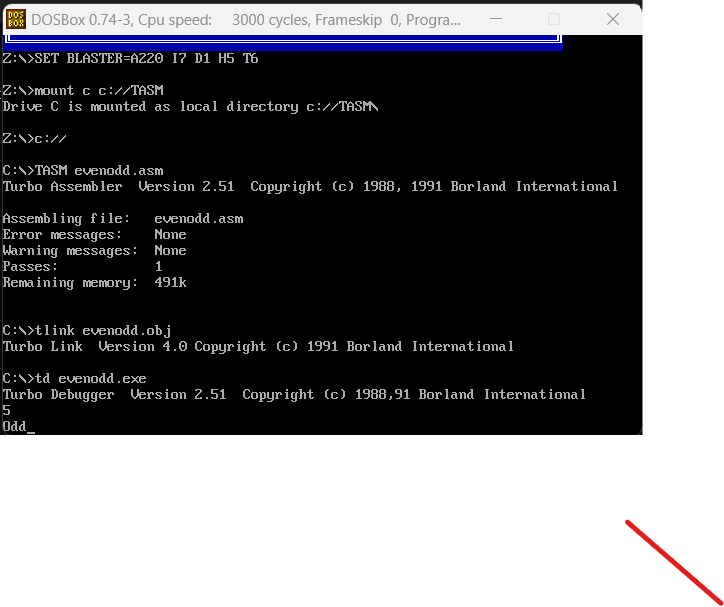 DOS BOX
DOSBox 0.74-3, Cpu speed: 3000 cycles, Frameskip 0, Progra...
Z:\>SET BLASTER=A220 I7 D1 H5 T6
Z:\>mount c c://TASM
Drive C is mounted as local directory c://TASM\
Z:\>c://
C:\>TASM evenodd.asm
Turbo Assembler Version 2.51 Copyright (c) 1988, 1991 Borland International
Assembling file: evenodd.asm
Error messages: None
Warning messages: None
Passes: 1
Remaining memory: 491k
C:\>tlink evenodd.obj
Turbo Link Version 4.0 Copyright (c) 1991 Borland International
C:\>td evenodd.exe
Turbo Debugger Version 2.51 Copyright (c) 1988,91 Borland International
5
Odd_